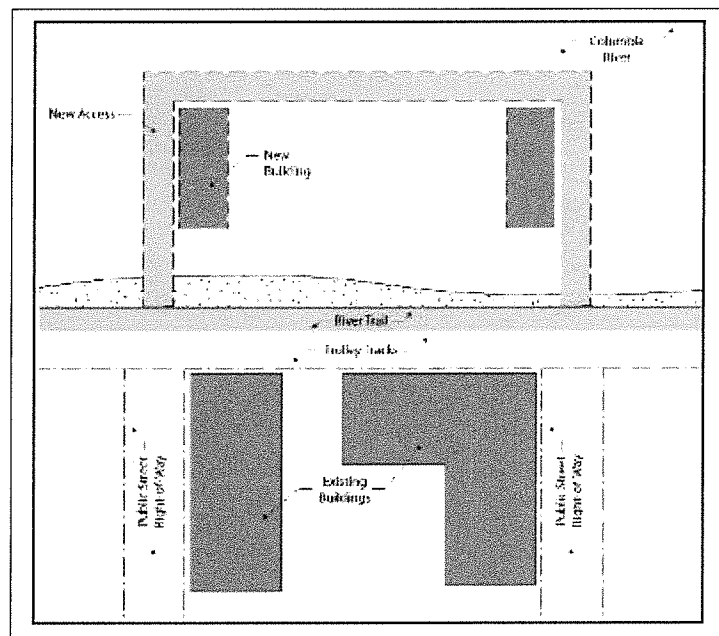 Columbia
River
New Access
New
Building
River Trail
Trolley Tracks
Public Street
Right-of-Way
Existing
Buildings
Public Street
Right-of-Way